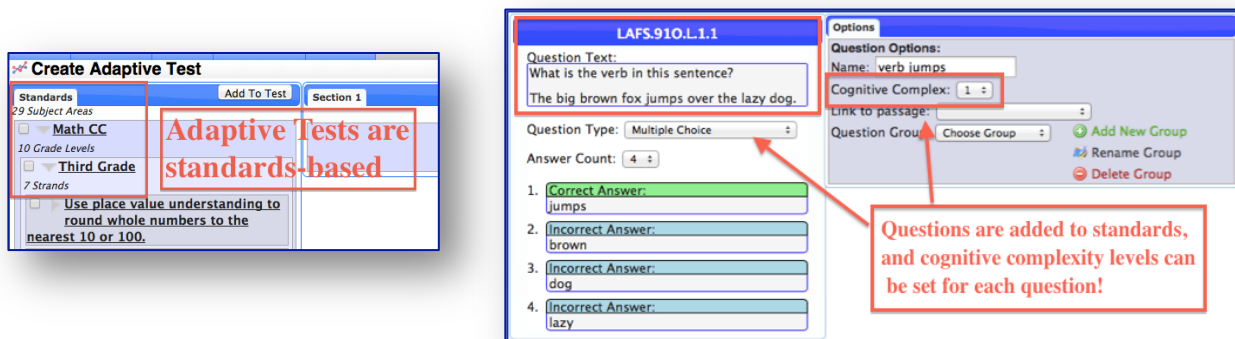 Create Adaptive Test
Standards
Add To Test
Section 1
29 Subject Areas
Math CC
10 Grade Levels
Third Grade
7 Strands
Use place value understanding to
round whole numbers to the
nearest 10 or 100.
Adaptive Tests are
standards-based
LAFS.910.L.1.1
Question Text:
What is the verb in this sentence?
The big brown fox jumps over the lazy dog.
Question Type: Multiple Choice
Answer Count: 4
1. Correct Answer:
jumps
2. Incorrect Answer:
brown
3. Incorrect Answer:
dog
4. Incorrect Answer:
lazy
Options
Question Options:
Name: verb jumps
Cognitive Complex: 1
Link to passage:
Question Group: Choose Group
Add New Group
Rename Group
Delete Group
Questions are added to standards,
and cognitive complexity levels can
be set for each question!